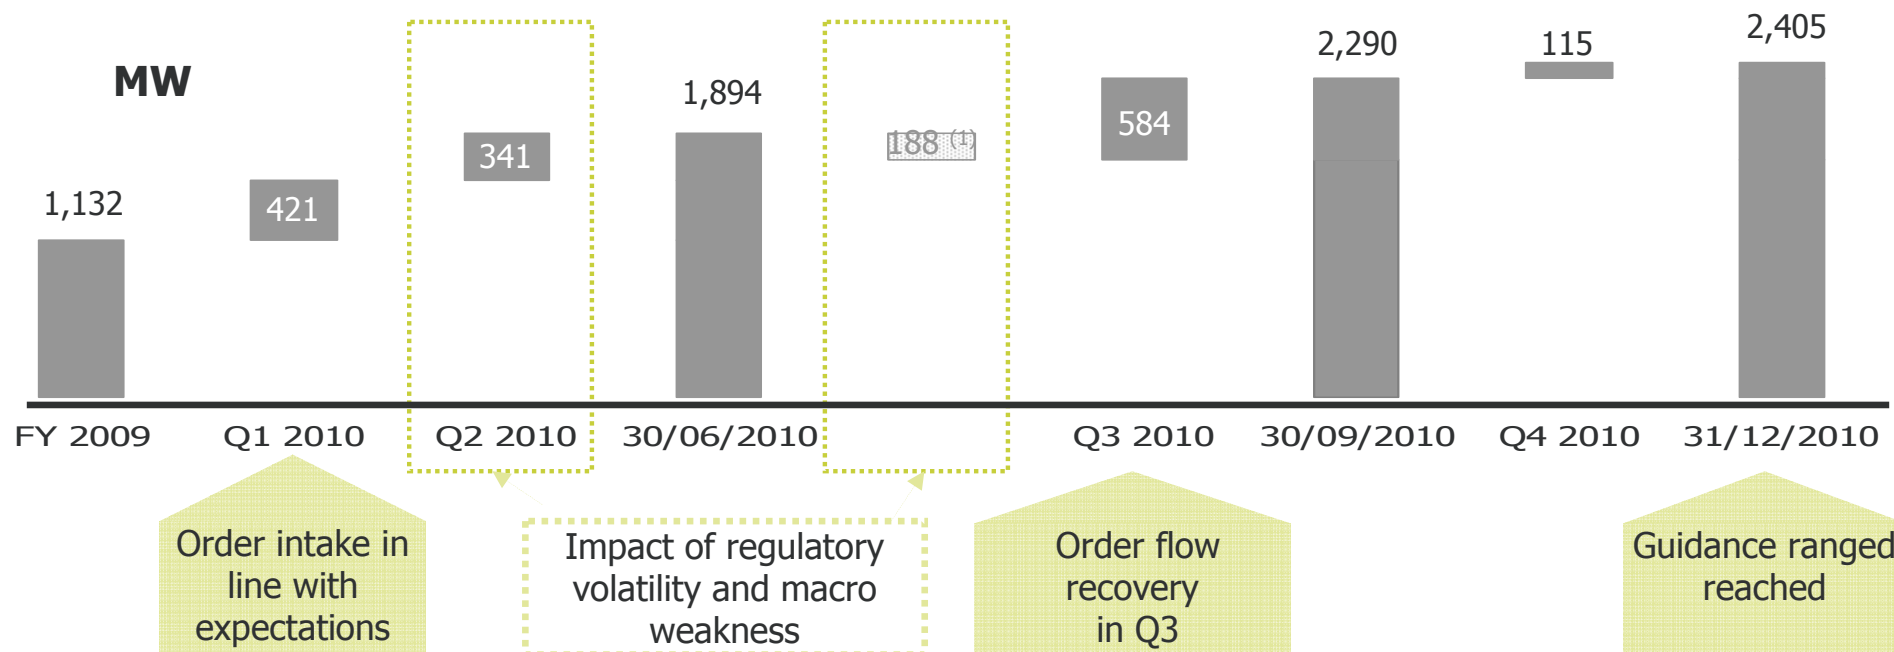 MW
1,132
421
341
1,894
188 (1)
584
2,290
115
2,405
FY 2009
Q1 2010
Q2 2010
30/06/2010
Q3 2010
30/09/2010
Q4 2010
31/12/2010
Order intake in
line with
expectations
Impact of regulatory
volatility and macro
weakness
Order flow
recovery
in Q3
Guidance ranged
reached